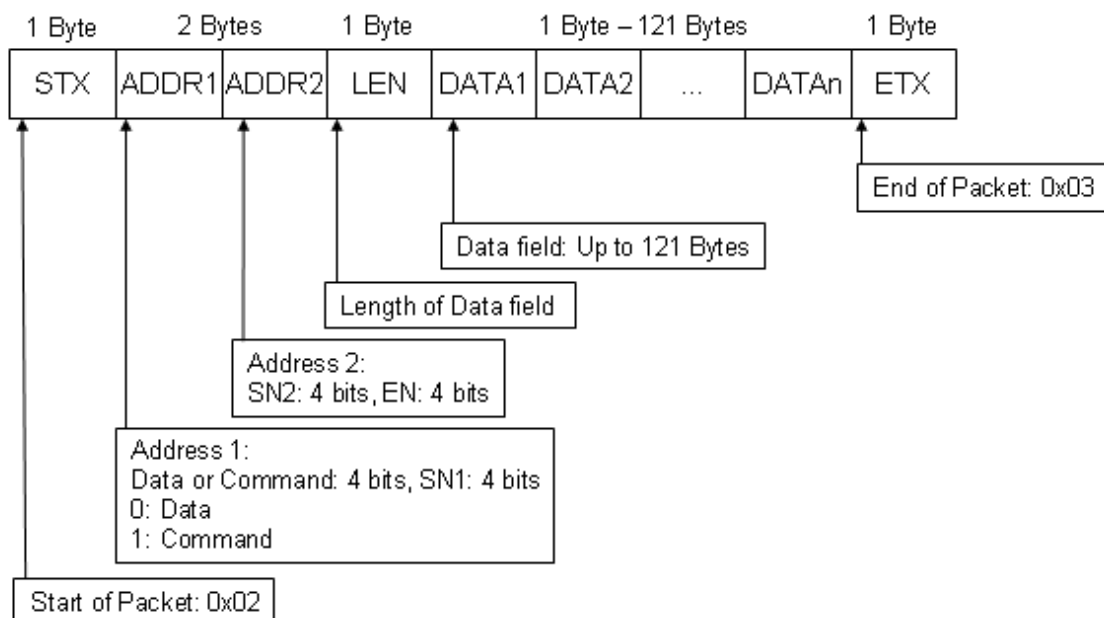 1 Byte 2 Bytes 1 Byte 1 Byte – 121 Bytes 1 Byte
STX ADDR1 ADDR2 LEN DATA1 DATA2 ... DATAn ETX
End of Packet: 0x03
Data field: Up to 121 Bytes
Length of Data field
Address 2:
SN2: 4 bits, EN: 4 bits
Address 1:
Data or Command: 4 bits, SN1: 4 bits
0: Data
1: Command
Start of Packet: 0x02